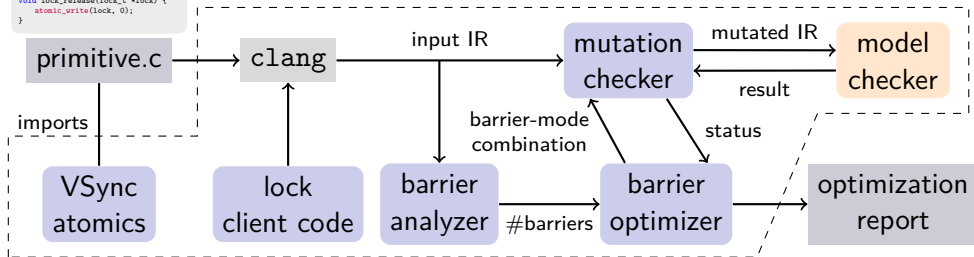 void lock_release(lock_t *lock) {
    atomic_write(lock, 0);
}
primitive.c
clang
input IR
mutation
checker
mutated IR
result
model
checker
imports
barrier-mode
combination
status
VSync
atomics
lock
client code
barrier
analyzer
#barriers
barrier
optimizer
optimization
report